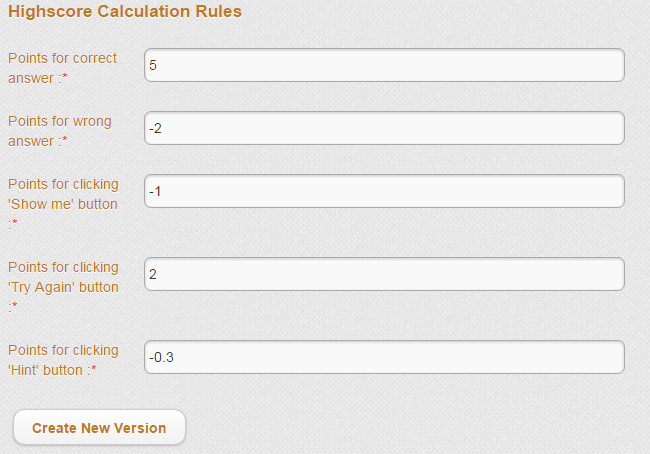 Highscore Calculation Rules
Points for correct
answer :*
5
Points for wrong
answer :*
-2
Points for clicking
'Show me' button
:*
-1
Points for clicking
'Try Again' button
:*
2
Points for clicking
'Hint' button :*
-0.3
Create New Version